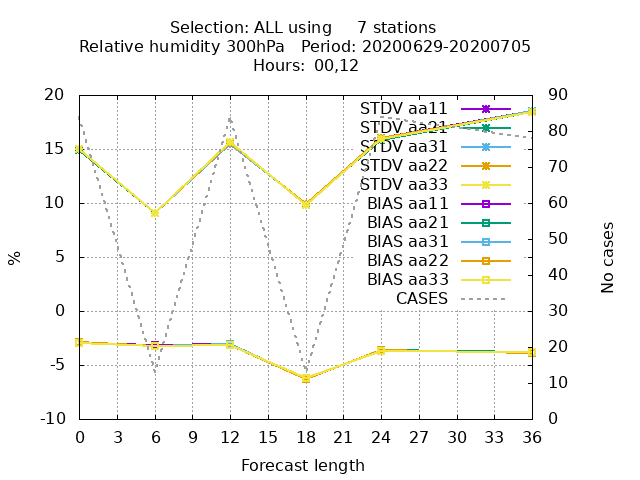 Selection: ALL using     7 stations
Relative humidity 300hPa   Period: 20200629-20200705
Hours:  00,12
20
15
10
5
0
-5
-10
%
90
80
70
60
50
40
30
20
10
0
No cases
STDV aa11
STDV aa21
STDV aa31
STDV aa22
STDV aa33
BIAS aa11
BIAS aa21
BIAS aa31
BIAS aa22
BIAS aa33
CASES
0 3 6 9 12 15 18 21 24 27 30 33 36
Forecast length